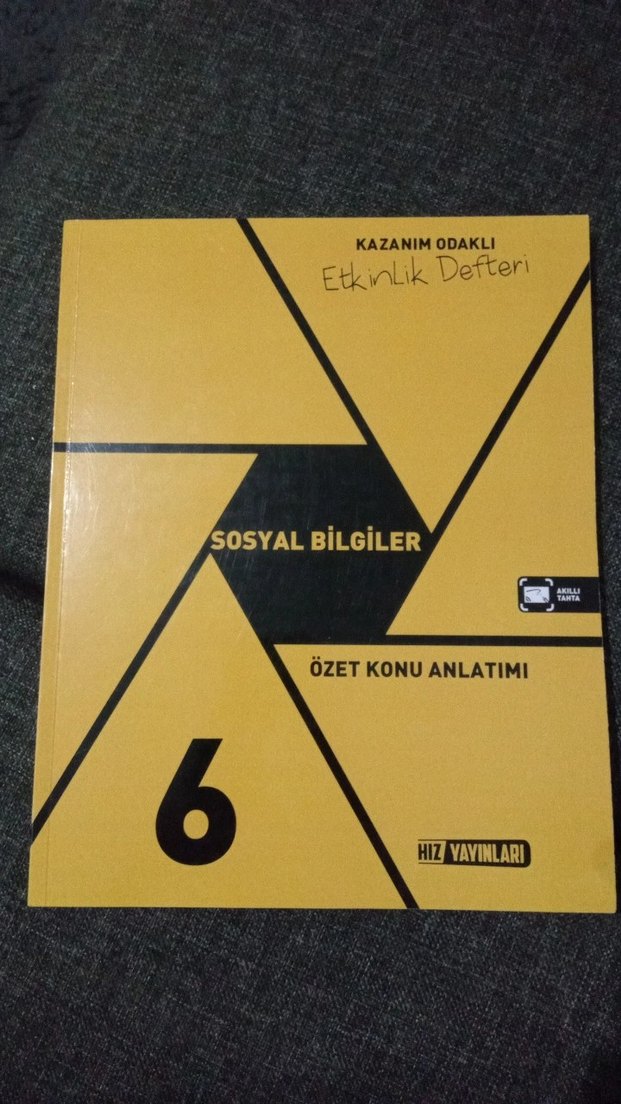 KAZANIM ODAKLI
Etkinlik Defteri
SOSYAL BİLGİLER
AKILLI
TAHTA
ÖZET KONU ANLATIMI
6
HIZ YAYINLARI